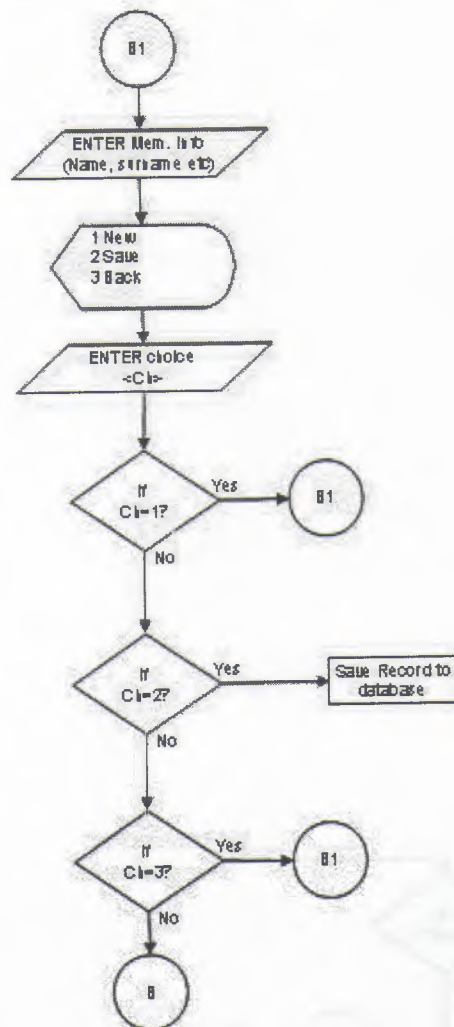 B1
ENTER Mem. Info
(Name, surname etc)
1 New
2 Save
3 Back
ENTER choice
<Ch>
If
Ch=1?
Yes
B1
No
If
Ch=2?
Yes
Save Record to
database
No
If
Ch=3?
Yes
B1
No
B